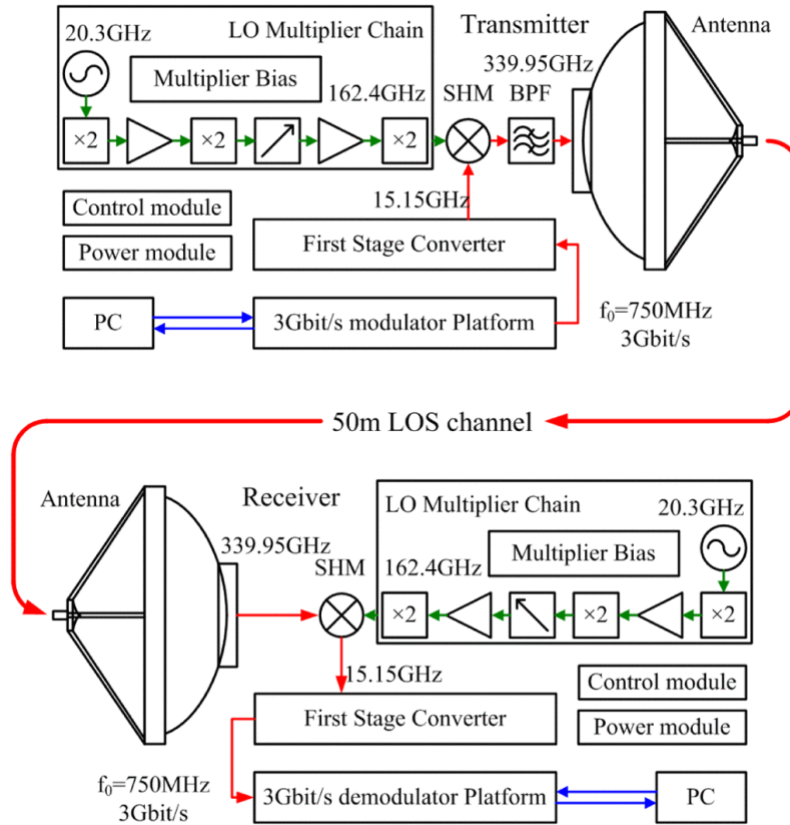 20.3GHz
LO Multiplier Chain
Transmitter
Antenna
Multiplier Bias
339.95GHz
162.4GHz
SHM
BPF
×2
×2
×2
15.15GHz
Control module
First Stage Converter
Power module
PC
3Gbit/s modulator Platform
f₀=750MHz
3Gbit/s
50m LOS channel
Antenna
Receiver
LO Multiplier Chain
20.3GHz
339.95GHz
Multiplier Bias
SHM
162.4GHz
×2
×2
×2
15.15GHz
Control module
First Stage Converter
Power module
f₀=750MHz
3Gbit/s
3Gbit/s demodulator Platform
PC